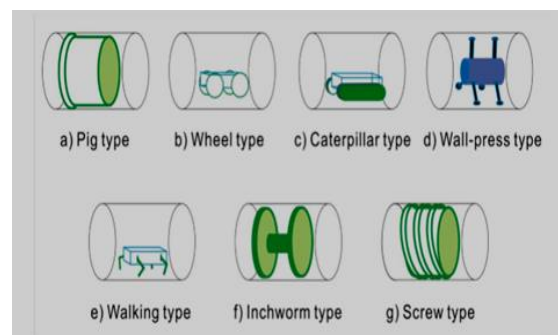 a) Pig type
b) Wheel type
c) Caterpillar type
d) Wall-press type
e) Walking type
f) Inchworm type
g) Screw type